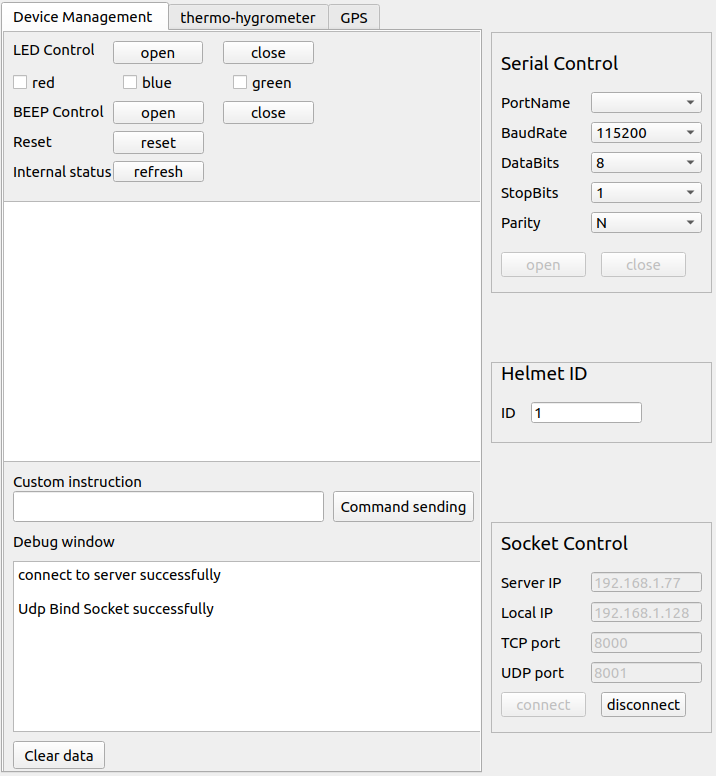 Device Management
thermo-hygrometer
GPS
LED Control
open
close
red
blue
green
BEEP Control
open
close
Reset
reset
Internal status
refresh
Custom instruction
Command sending
Debug window
connect to server successfully
Udp Bind Socket successfully
Clear data
Serial Control
PortName
BaudRate
115200
DataBits
8
StopBits
1
Parity
N
open
close
Helmet ID
ID
1
Socket Control
Server IP
192.168.1.77
Local IP
192.168.1.128
TCP port
8000
UDP port
8001
connect
disconnect